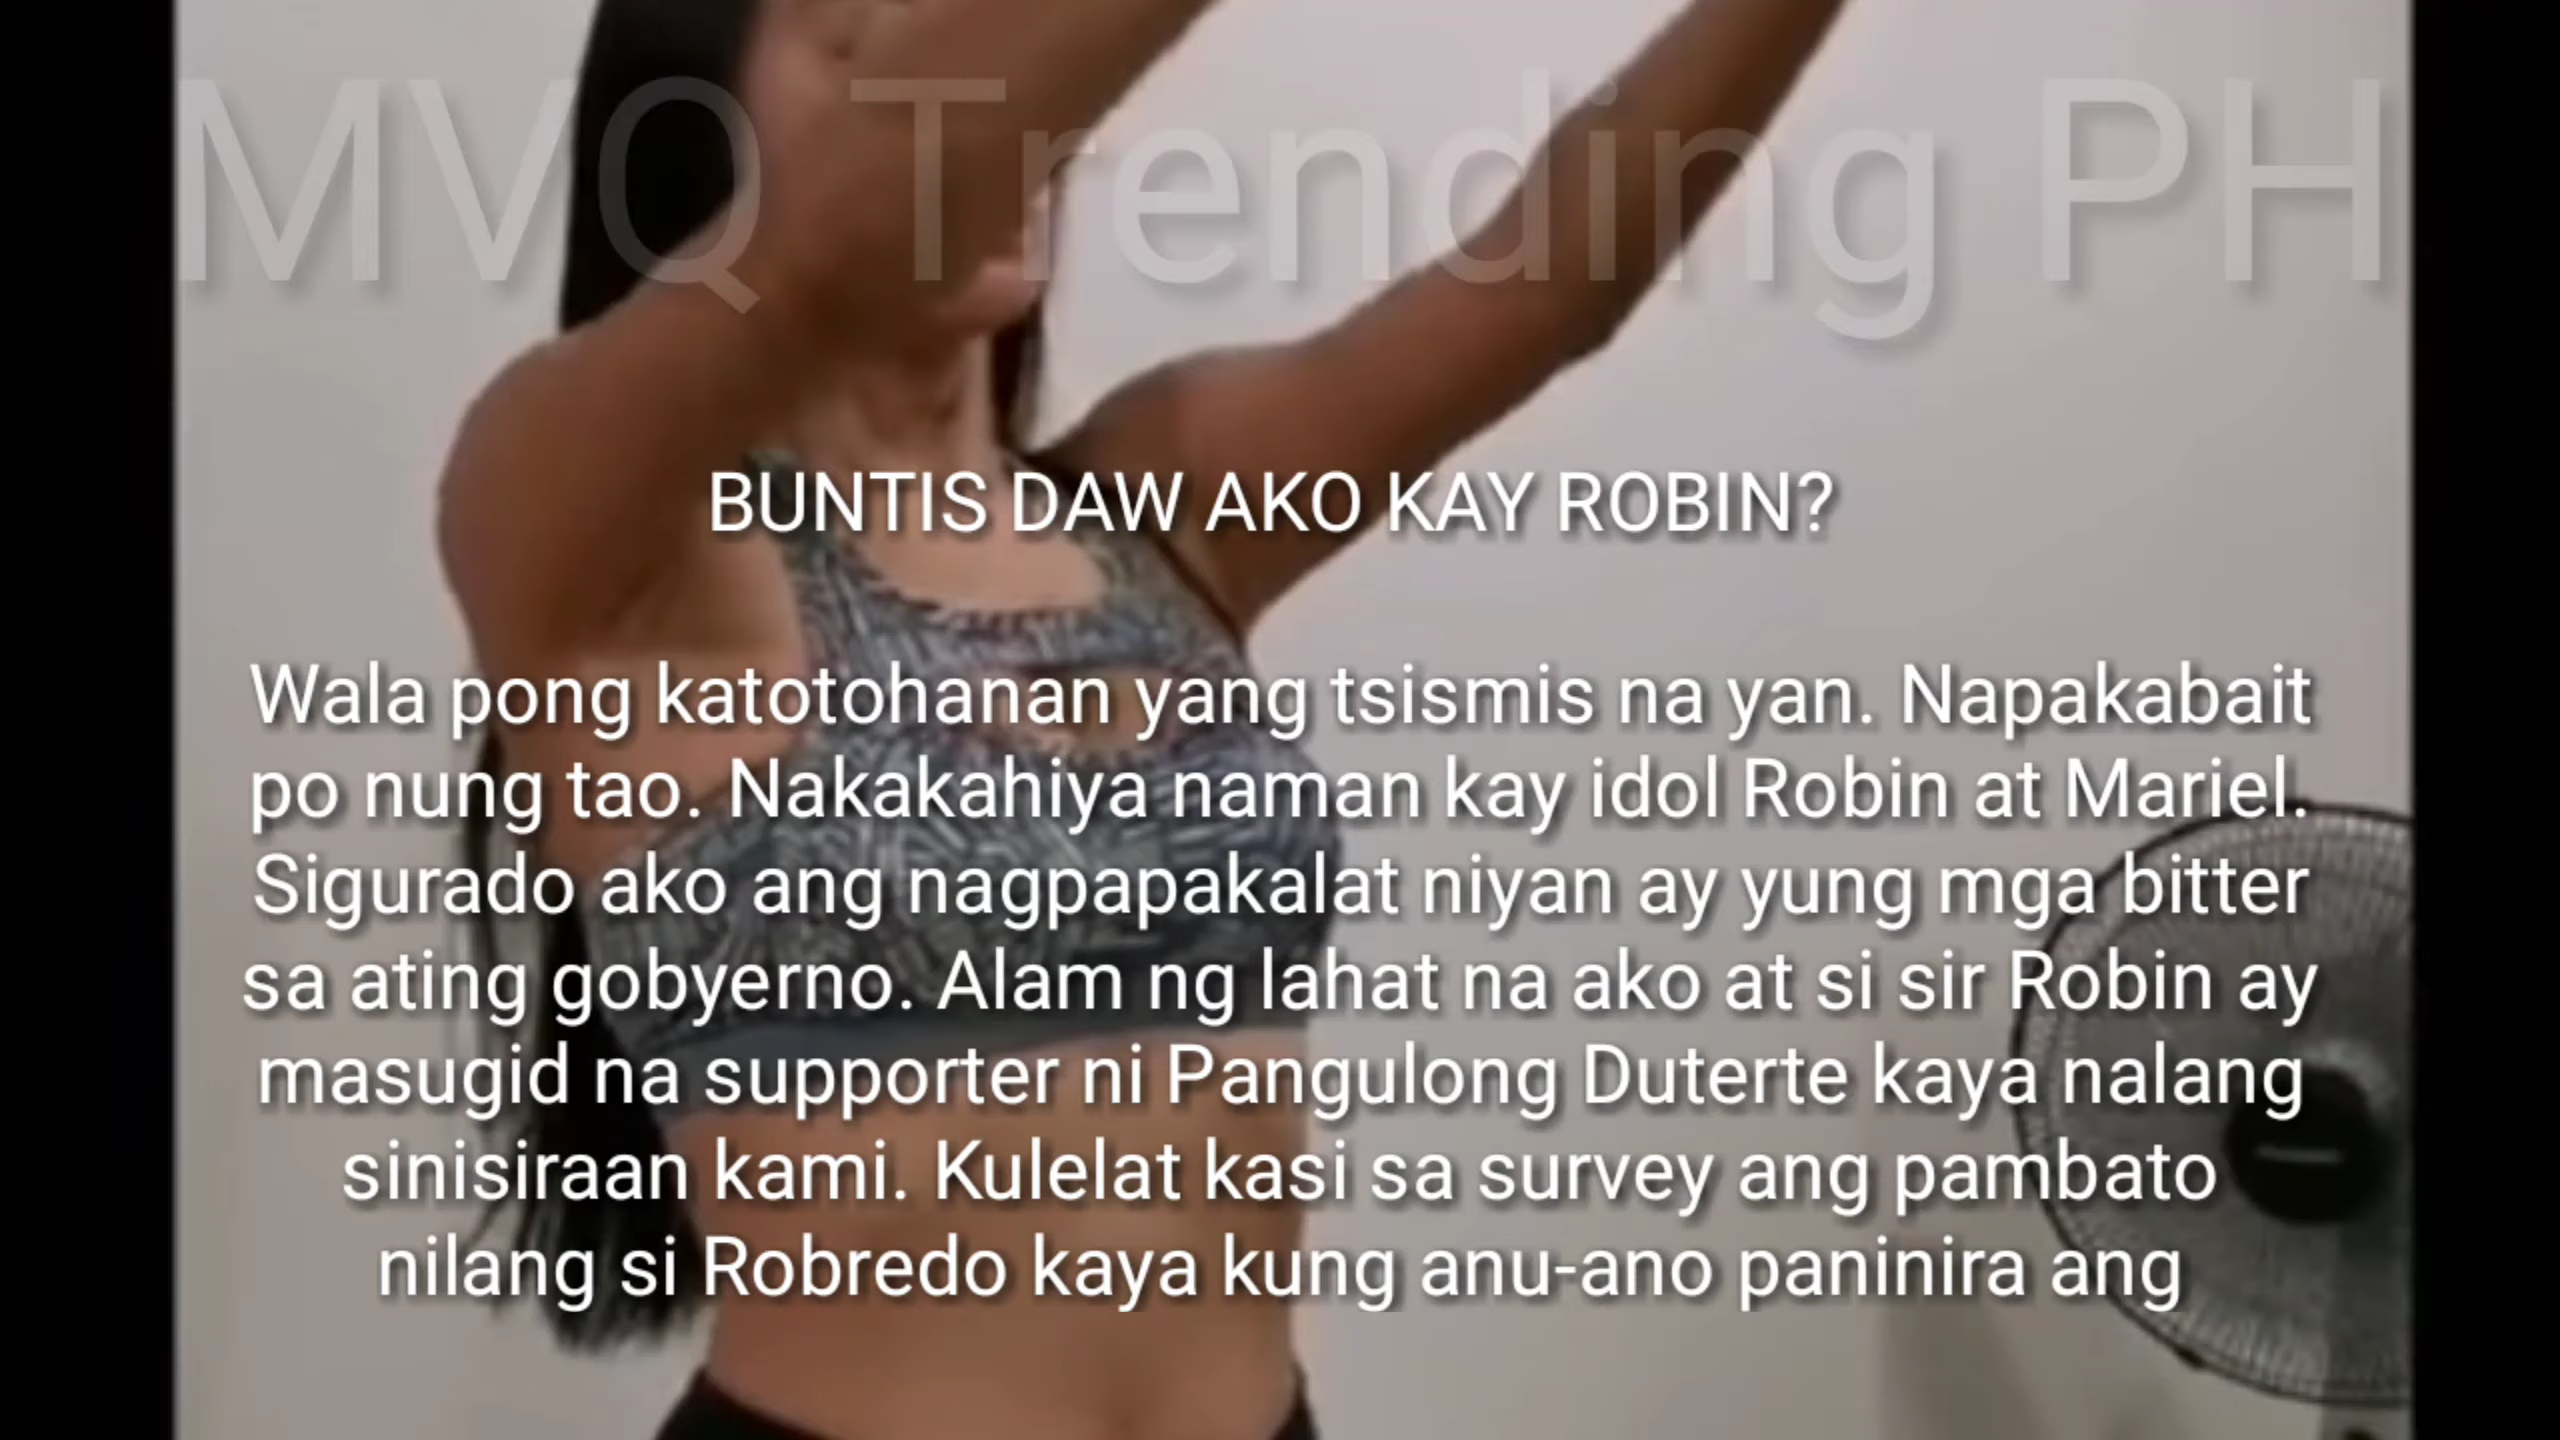 MVQ Trending PH
BUNTIS DAW AKO KAY ROBIN?
Wala pong katotohanan yang tsismis na yan. Napakabait
po nung tao. Nakakahiya naman kay idol Robin at Mariel.
Sigurado ako ang nagpapakalat niyan ay yung mga bitter
sa ating gobyerno. Alam ng lahat na ako at si sir Robin ay
masugid na supporter ni Pangulong Duterte kaya nalang
sinisiraan kami. Kulelat kasi sa survey ang pambato
nilang si Robredo kaya kung anu-ano paninira ang